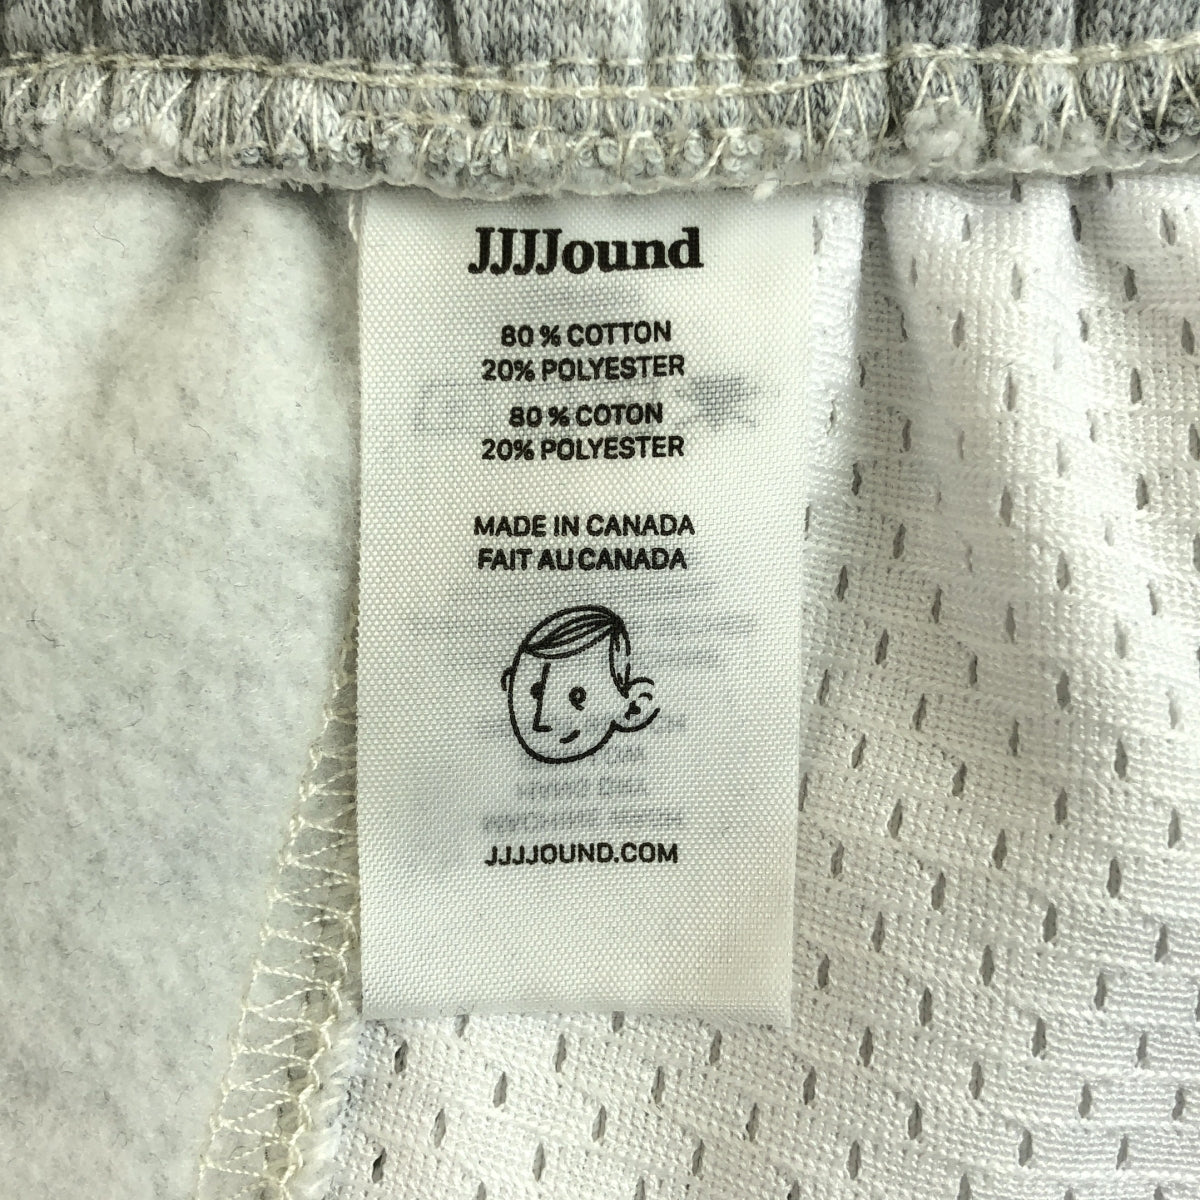 JJJJound
80 % COTTON
20% POLYESTER
80 % COTON
20% POLYESTER
MADE IN CANADA
FAIT AU CANADA
JJJJOUND.COM